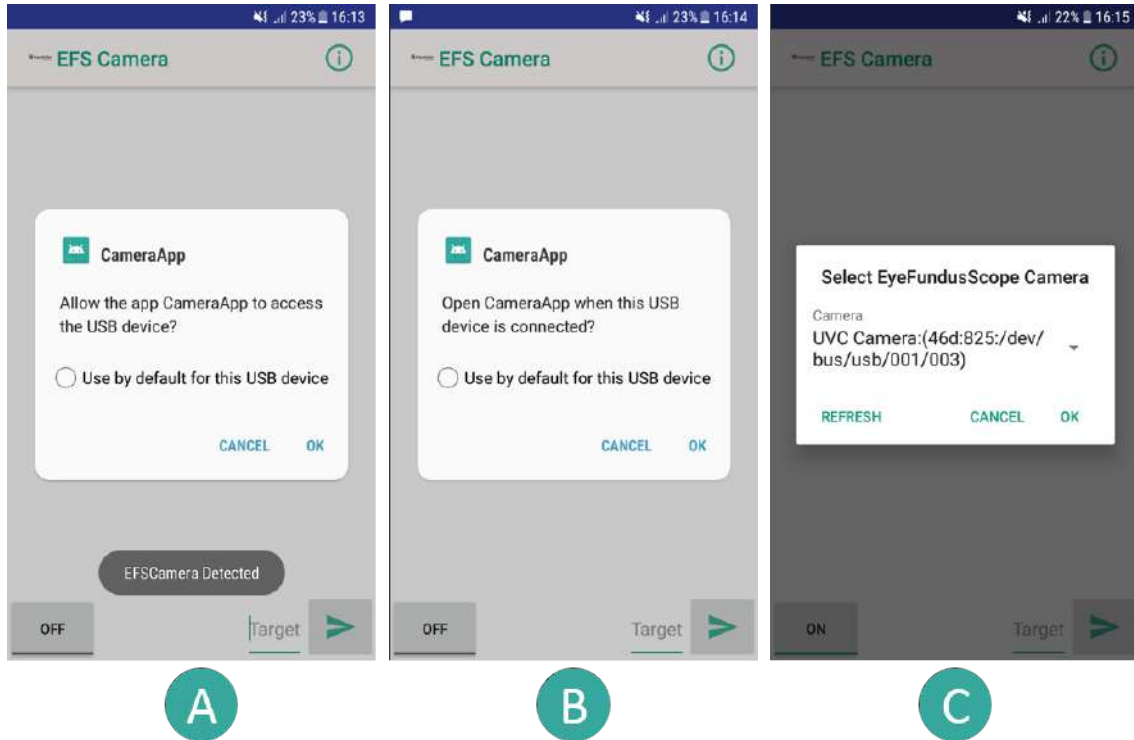 23% 16:13
EFS Camera
CameraApp
Allow the app CameraApp to access
the USB device?
Use by default for this USB device
CANCEL OK
EFSCamera Detected
OFF Target
A
23% 16:14
EFS Camera
CameraApp
Open CameraApp when this USB
device is connected?
Use by default for this USB device
CANCEL OK
OFF Target
B
22% 16:15
EFS Camera
Select EyeFundusScope Camera
Camera
UVC Camera:(46d:825:/dev/
bus/usb/001/003)
REFRESH CANCEL OK
ON Target
C